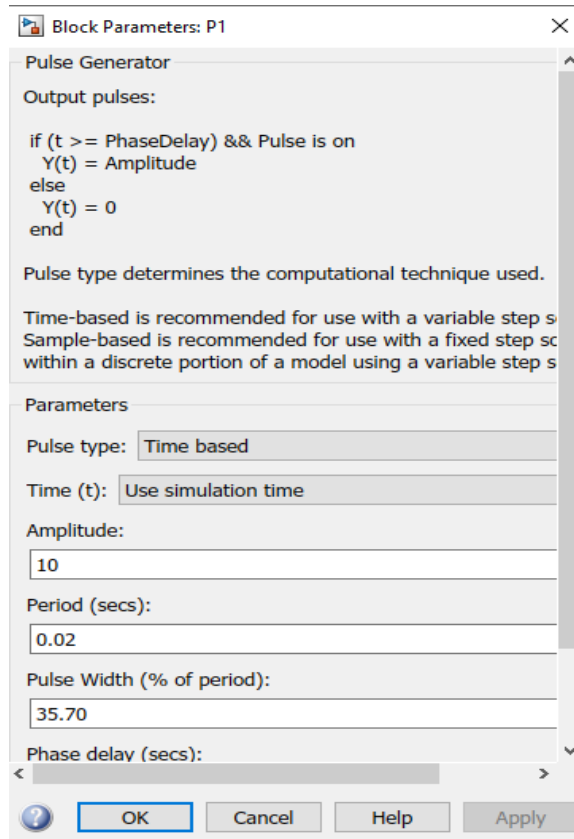 Block Parameters: P1
Pulse Generator
Output pulses:
if (t >= PhaseDelay) && Pulse is on
Y(t) = Amplitude
else
Y(t) = 0
end
Pulse type determines the computational technique used.
Time-based is recommended for use with a variable step s
Sample-based is recommended for use with a fixed step sc
within a discrete portion of a model using a variable step s
Parameters
Pulse type: Time based
Time (t): Use simulation time
Amplitude:
10
Period (secs):
0.02
Pulse Width (% of period):
35.70
Phase delay (secs):
OK Cancel Help Apply